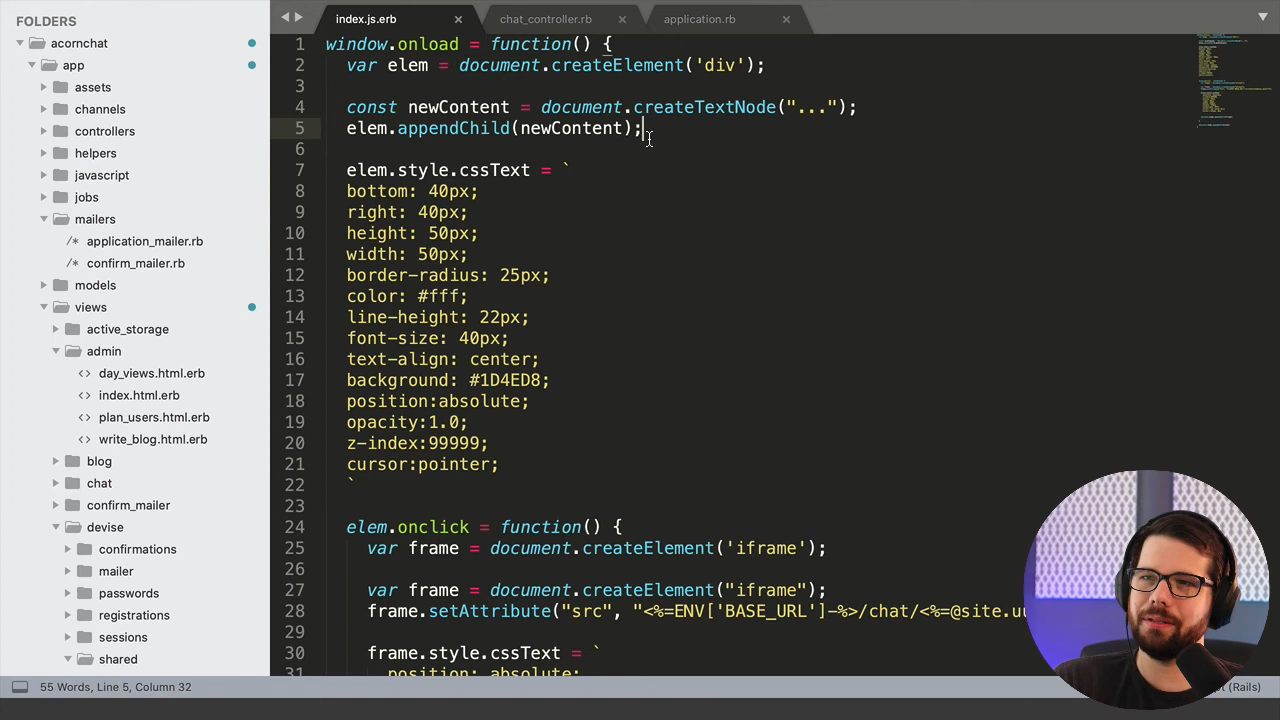 FOLDERS
acornchat
app
assets
channels
controllers
helpers
javascript
jobs
mailers
/* application_mailer.rb
/* confirm_mailer.rb
models
views
active_storage
admin
<> day_views.html.erb
<> index.html.erb
<> plan_users.html.erb
<> write_blog.html.erb
blog
chat
confirm_mailer
devise
confirmations
mailer
passwords
registrations
sessions
shared
index.js.erb
chat_controller.rb
application.rb
1 window.onload = function() {
2 var elem = document.createElement('div');
3
4 const newContent = document.createTextNode("...");
5 elem.appendChild(newContent);
6
7 elem.style.cssText = `
8 bottom: 40px;
9 right: 40px;
10 height: 50px;
11 width: 50px;
12 border-radius: 25px;
13 color: #fff;
14 line-height: 22px;
15 font-size: 40px;
16 text-align: center;
17 background: #1D4ED8;
18 position:absolute;
19 opacity:1.0;
20 z-index:99999;
21 cursor:pointer;
22 `
23
24 elem.onclick = function() {
25 var frame = document.createElement('iframe');
26
27 var frame = document.createElement("iframe");
28 frame.setAttribute("src", "<%=ENV['BASE_URL']-%>/chat/<%=@site.uu
29
30 frame.style.cssText = `
31 position: absolute;
55 Words, Line 5, Column 32
(Rails)